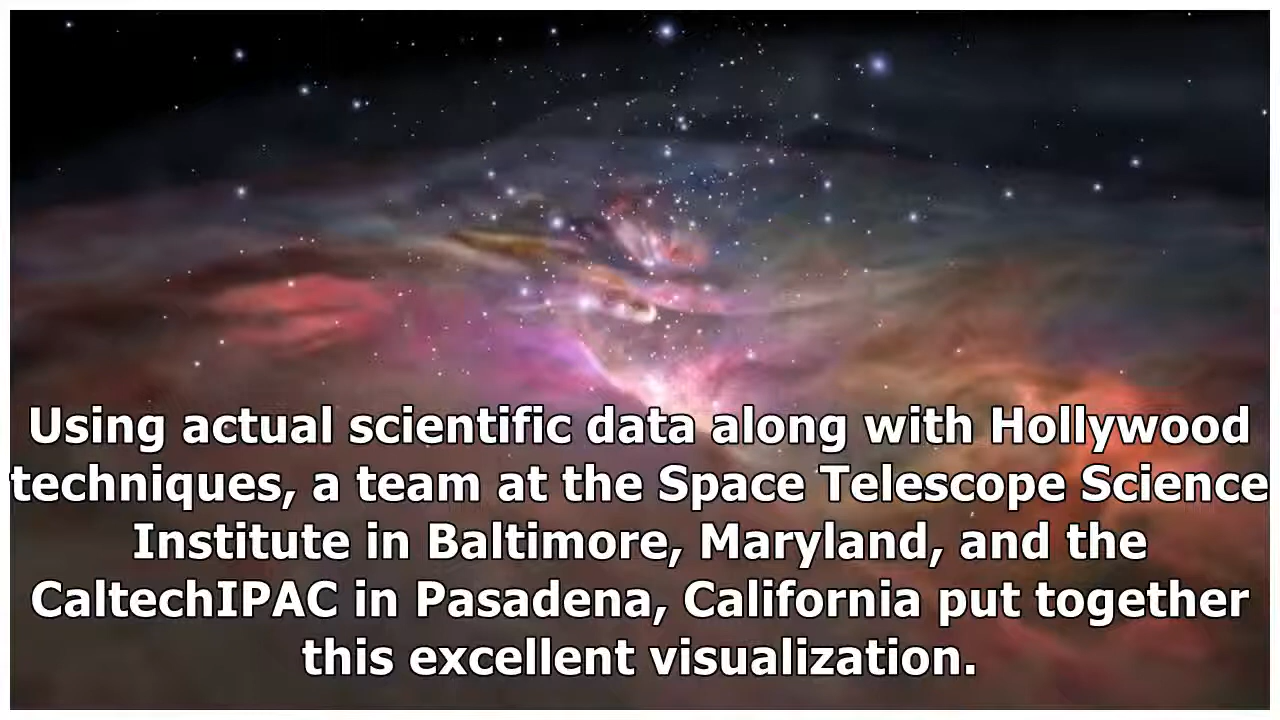 Using actual scientific data along with Hollywood
techniques, a team at the Space Telescope Science
Institute in Baltimore, Maryland, and the
CaltechIPAC in Pasadena, California put together
this excellent visualization.